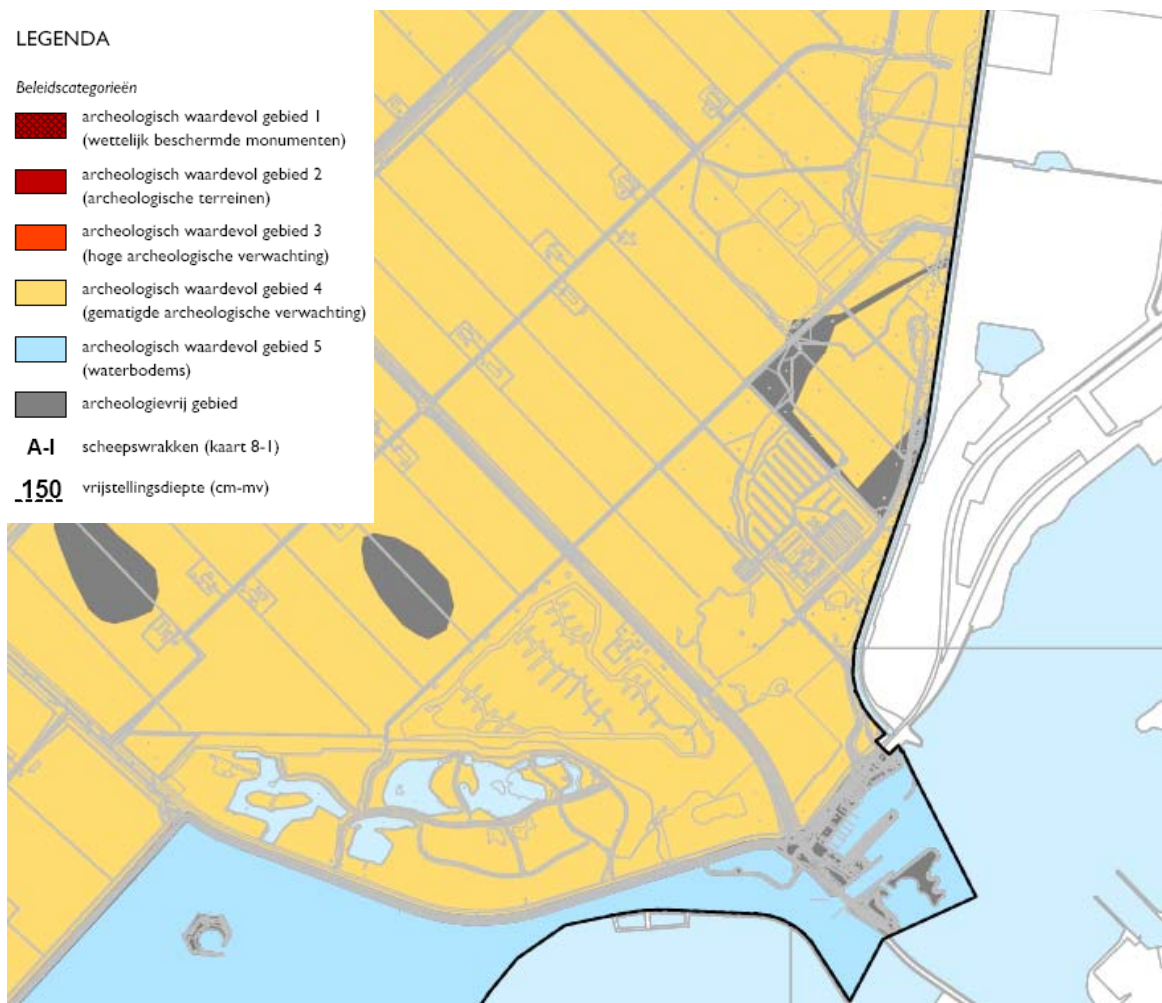 LEGENDA
Beleidscategorieën
archeologisch waardevol gebied 1
(wettelijk beschermde monumenten)
archeologisch waardevol gebied 2
(archeologische terreinen)
archeologisch waardevol gebied 3
(hoge archeologische verwachting)
archeologisch waardevol gebied 4
(gematigde archeologische verwachting)
archeologisch waardevol gebied 5
(waterbodems)
archeologievrij gebied
A-I scheepswrakken (kaart 8-1)
150 vrijstellingsdiepte (cm-mv)